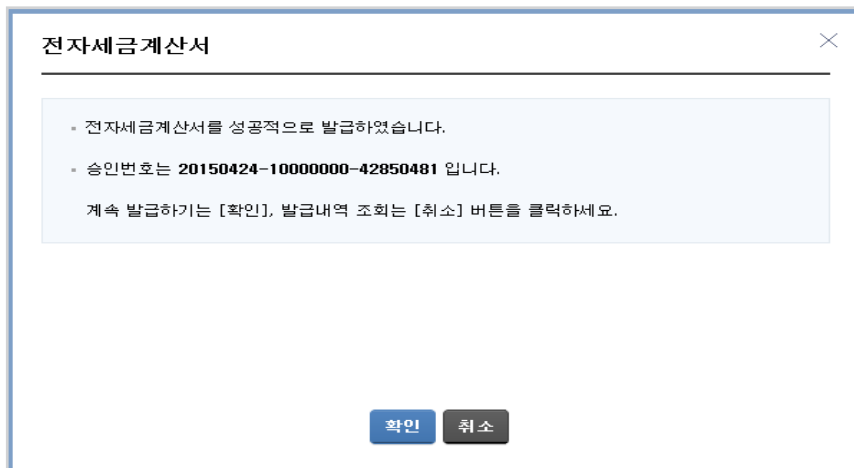 전자세금계산서
전자세금계산서를 성공적으로 발급하였습니다.
승인번호는 20150424-10000000-42850481 입니다.
계속 발급하기는 [확인], 발급내역 조회는 [취소] 버튼을 클릭하세요.
확인 취소